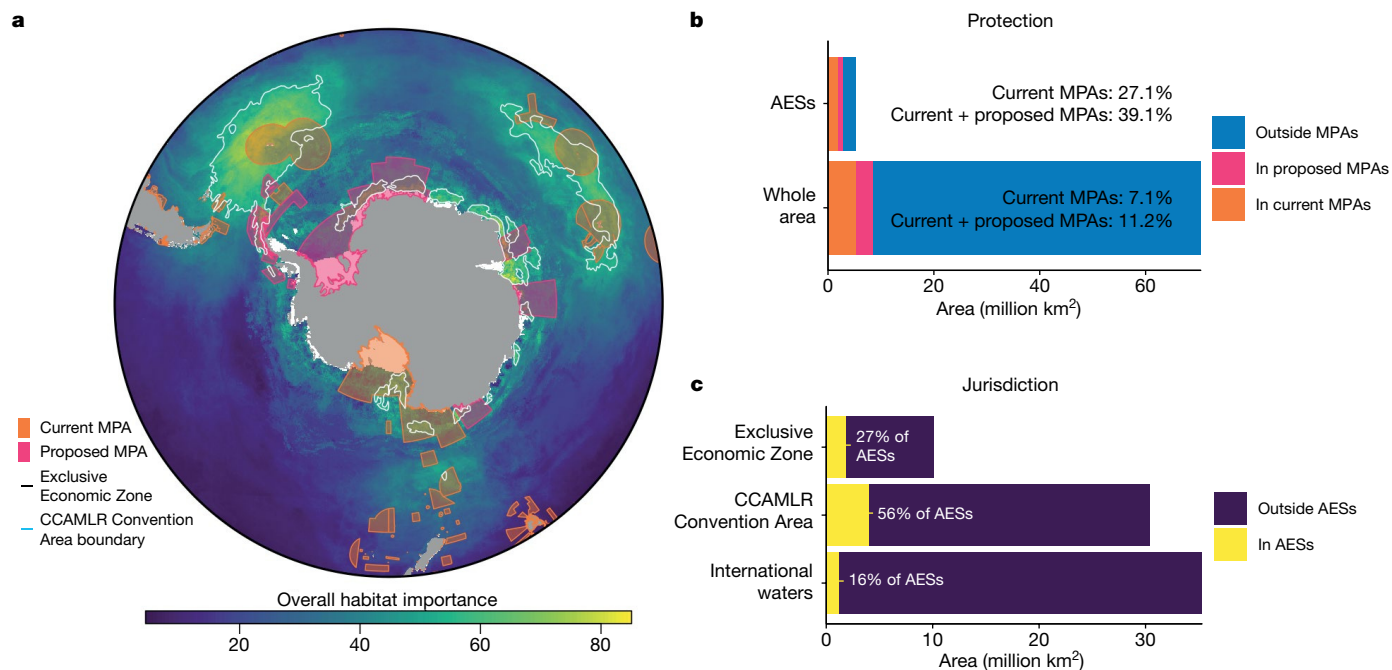 a
Current MPA
Proposed MPA
Exclusive
Economic Zone
CCAMLR Convention
Area boundary
Overall habitat importance
20 40 60 80
b
Protection
AESs
Current MPAs: 27.1%
Current + proposed MPAs: 39.1%
Whole
area
Current MPAs: 7.1%
Current + proposed MPAs: 11.2%
0 20 40 60
Area (million km²)
Outside MPAs
In proposed MPAs
In current MPAs
c
Jurisdiction
Exclusive
Economic Zone
27% of
AESs
CCAMLR
Convention Area
56% of AESs
International
waters
16% of AESs
0 10 20 30
Area (million km²)
Outside AESs
In AESs